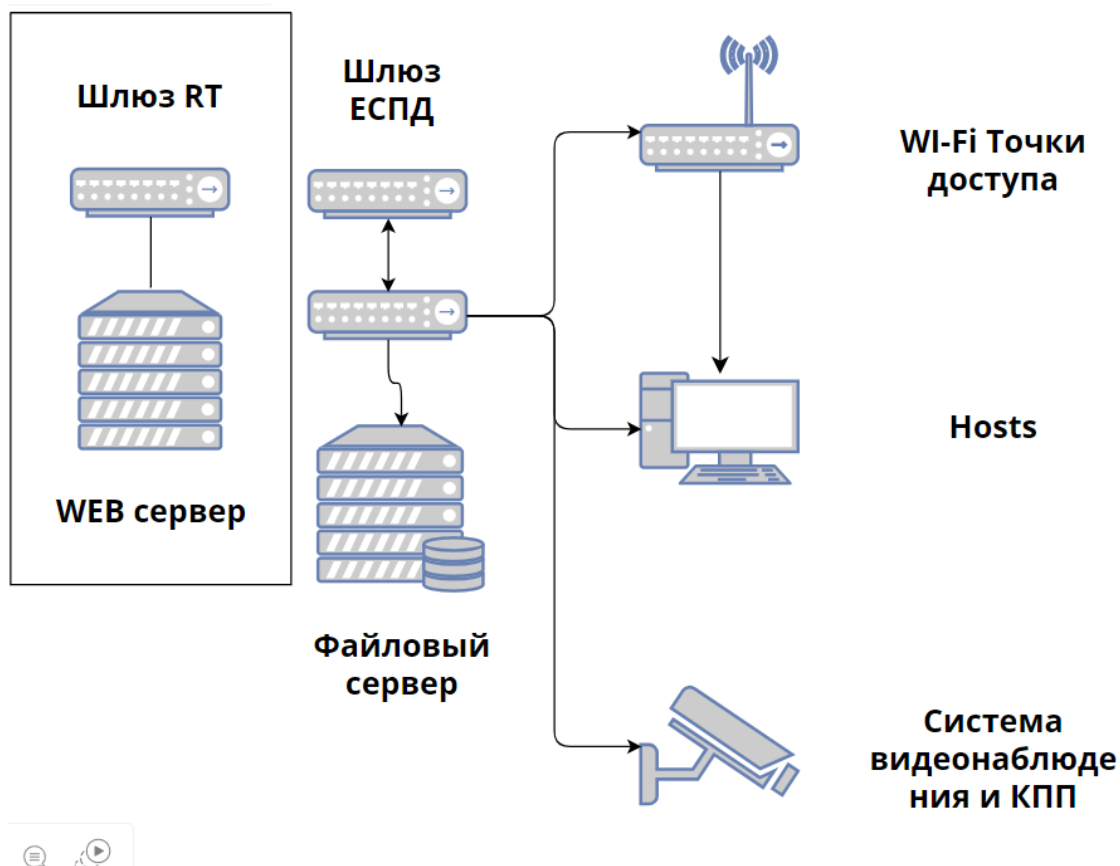 Шлюз RT
Шлюз
ЕСПД
WI-Fi Точки
доступа
Hosts
WEB сервер
Файловый
сервер
Система
видеонаблюде
ния и КПП